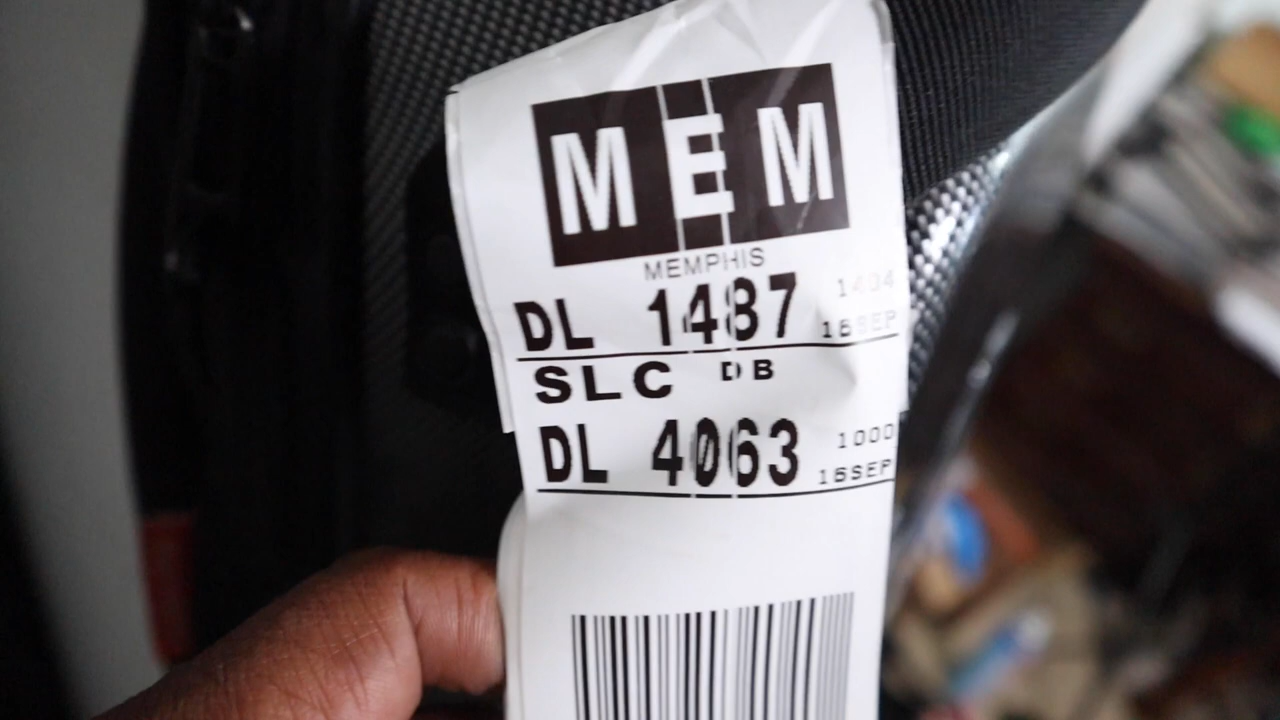 MEM
MEMPHIS
DL 1487 1404 16SEP
SLC DB
DL 4063 1000 16SEP